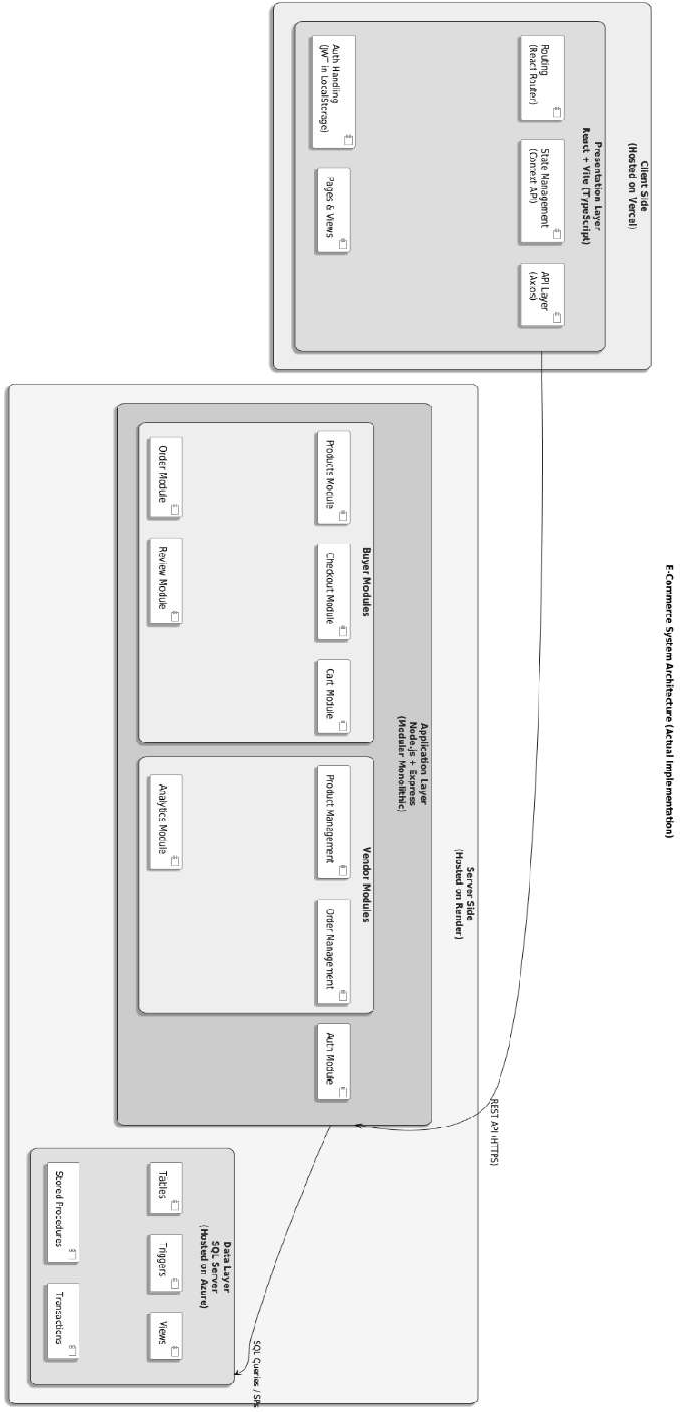 E-Commerce System Architecture (Actual Implementation)
Client Side
(Hosted on Vercel)
Presentation Layer
React + Vite (TypeScript)
Routing
(React Router)
State Management
(Context API)
API Layer
(Axios)
Auth Handling
(JWT in LocalStorage)
Pages & Views
REST API (HTTPS)
Server Side
(Hosted on Render)
Application Layer
Node.js + Express
(Modular Monolithic)
Buyer Modules
Products Module
Checkout Module
Cart Module
Order Module
Review Module
Vendor Modules
Product Management
Order Management
Analytics Module
Auth Module
SQL Queries / SPs
Data Layer
SQL Server
(Hosted on Azure)
Tables
Triggers
Views
Stored Procedures
Transactions